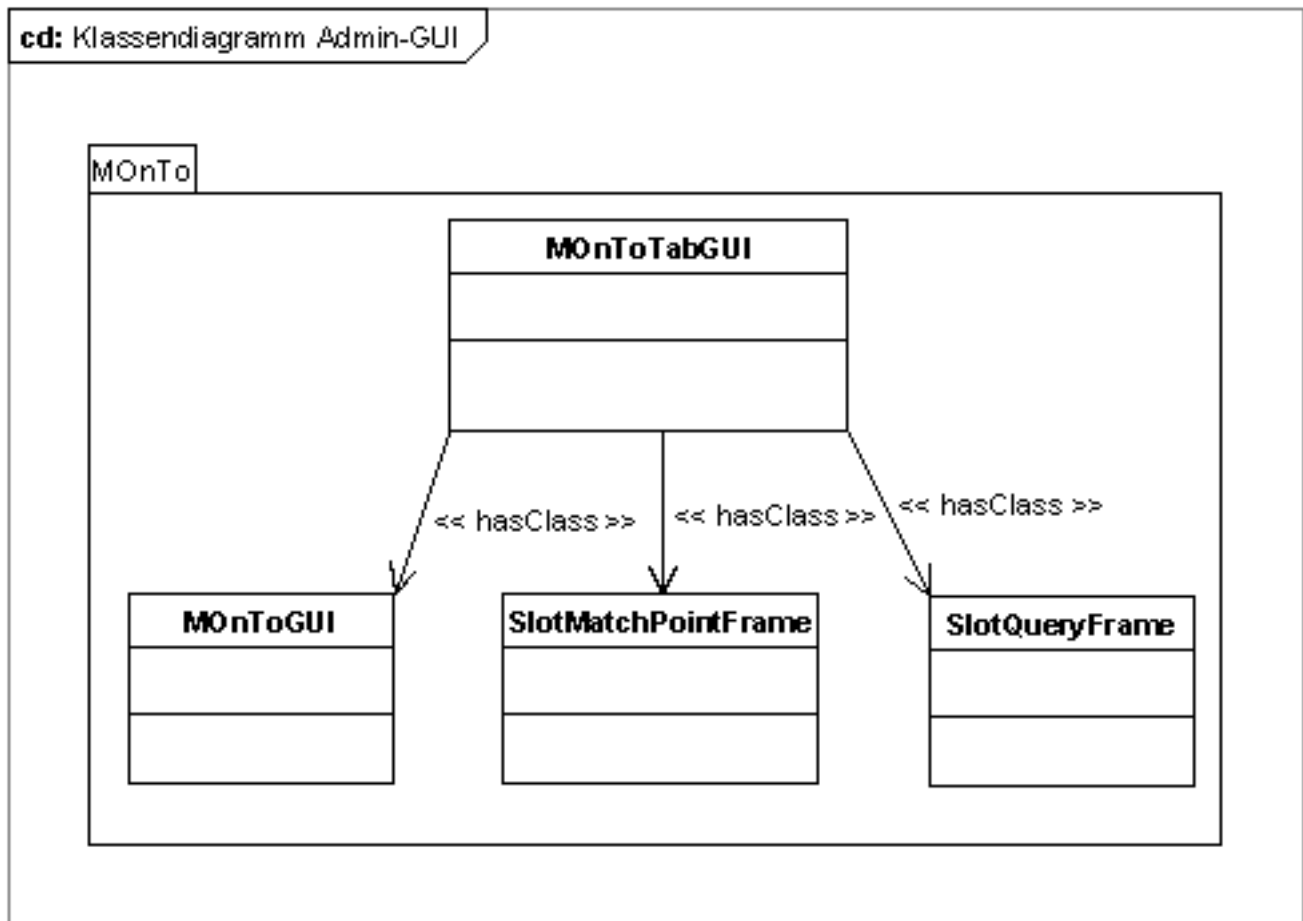 cd: Klassendiagramm Admin-GUI
MOnTo
MOnToTabGUI
<< hasClass >>
<< hasClass >>
<< hasClass >>
MOnToGUI
SlotMatchPointFrame
SlotQueryFrame